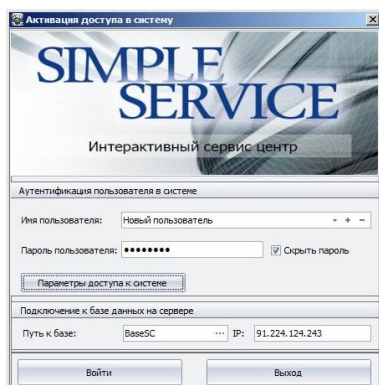 Активация доступа в систему
SIMPLE
SERVICE
Интерактивный сервис центр
Аутентификация пользователя в системе
Имя пользователя: Новый пользователь
Пароль пользователя: •••••••• Скрыть пароль
Параметры доступа к системе
Подключение к базе данных на сервере
Путь к базе: BaseSC ... IP: 91.224.124.243
Войти Выход